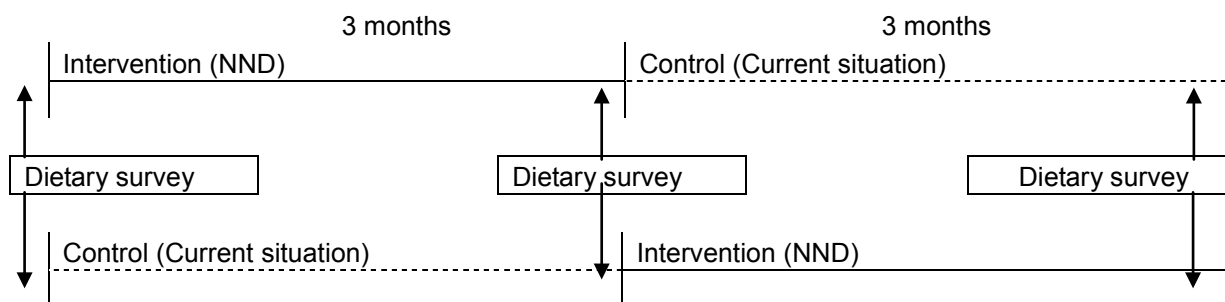 3 months 3 months
Intervention (NND) Control (Current situation)
Dietary survey Dietary survey Dietary survey
Control (Current situation) Intervention (NND)